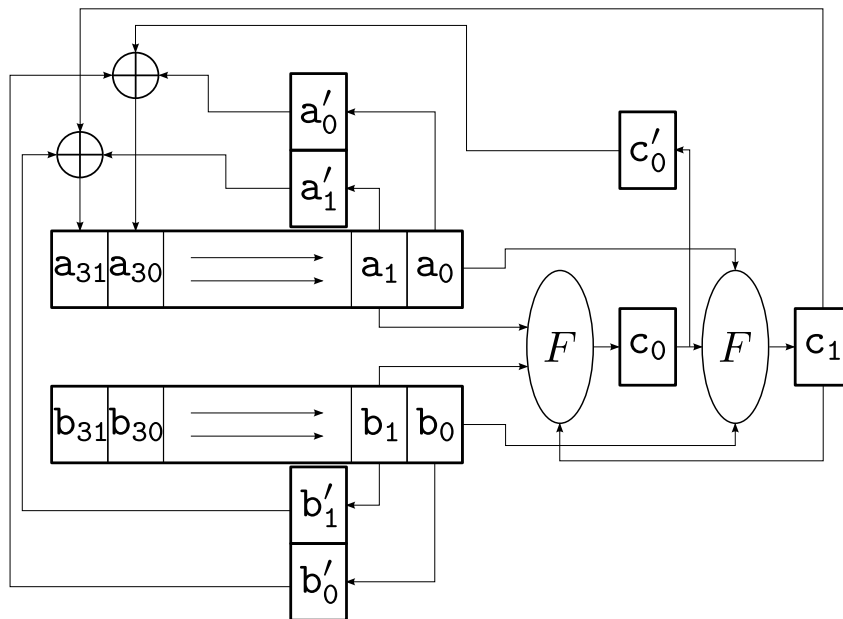 a′₀
a′₁
c′₀
a₃₁ a₃₀ a₁ a₀
F c₀ F c₁
b₃₁ b₃₀ b₁ b₀
b′₁
b′₀